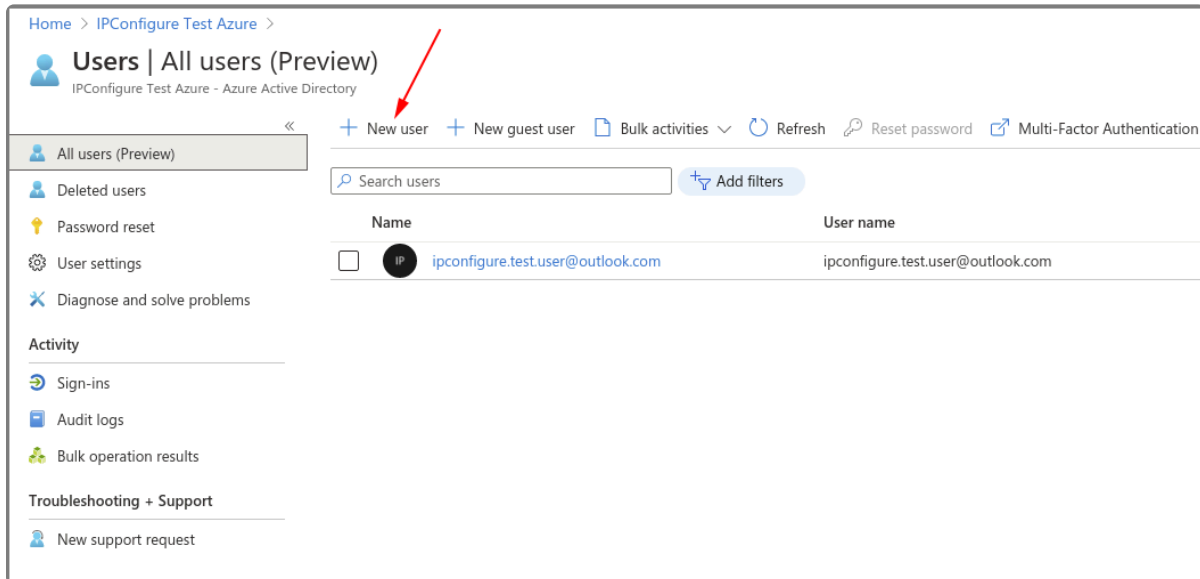 Home > IPConfigure Test Azure >
Users | All users (Preview)
IPConfigure Test Azure - Azure Active Directory
«
All users (Preview)
Deleted users
Password reset
User settings
Diagnose and solve problems
Activity
Sign-ins
Audit logs
Bulk operation results
Troubleshooting + Support
New support request
New user New guest user Bulk activities Refresh Reset password Multi-Factor Authentication
Search users Add filters
Name User name
IP ipconfigure.test.user@outlook.com ipconfigure.test.user@outlook.com